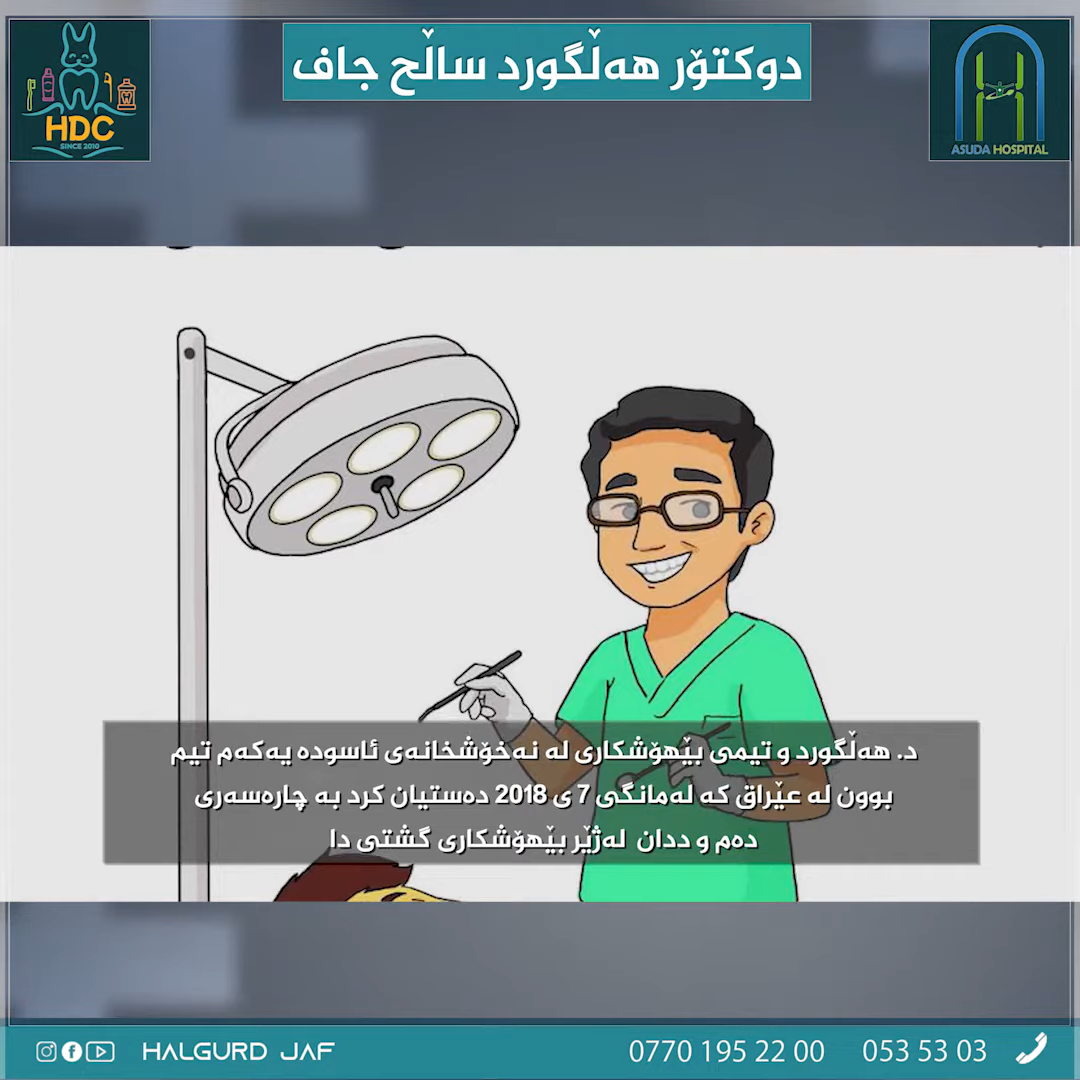 HDC
SINCE 2010
دوکتۆر هەڵگورد ساڵح جاف
ASUDA HOSPITAL
د. هەڵگورد و تیمی بێهۆشکاری لە نەخۆشخانەی ئاسودە یەکەم تیم
بوون لە عێراق کە لەمانگی 7 ی 2018 دەستیان کرد بە چارەسەری
دەم و ددان لەژێر بێهۆشکاری گشتی دا
HALGURD JAF
0770 195 22 00
053 53 03